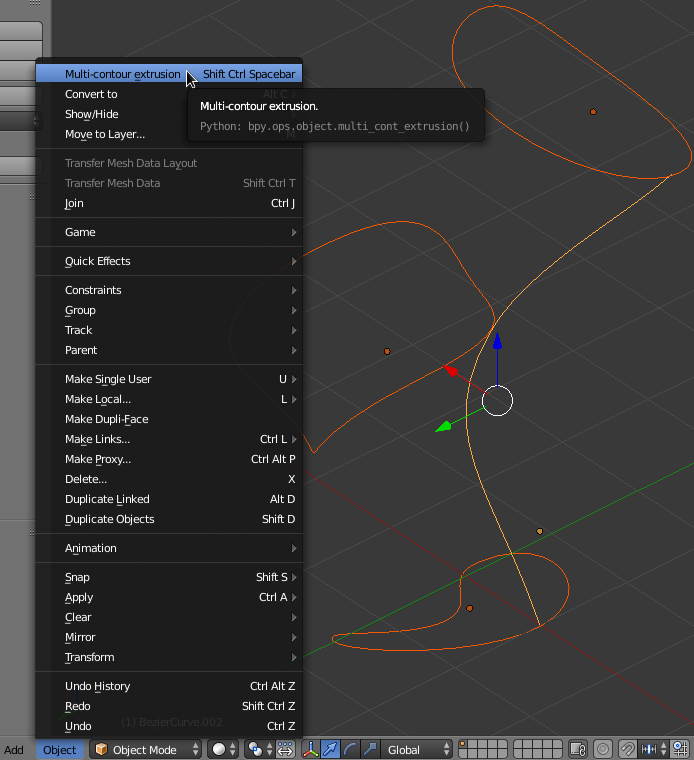 Multi-contour extrusion Shift Ctrl Spacebar
Convert to Alt C
Multi-contour extrusion.
Show/Hide
Python: bpy.ops.object.multi_cont_extrusion()
Move to Layer... M
Transfer Mesh Data Layout
Transfer Mesh Data Shift Ctrl T
Join Ctrl J
Game
Quick Effects
Constraints
Group
Track
Parent
Make Single User U
Make Local... L
Make Dupli-Face
Make Links... Ctrl L
Make Proxy... Ctrl Alt P
Delete... X
Duplicate Linked Alt D
Duplicate Objects Shift D
Animation
Snap Shift S
Apply Ctrl A
Clear
Mirror
Transform
Undo History Ctrl Alt Z
Redo Shift Ctrl Z
(1) BezierCurve.002
Undo Ctrl Z
Add Object Object Mode Global